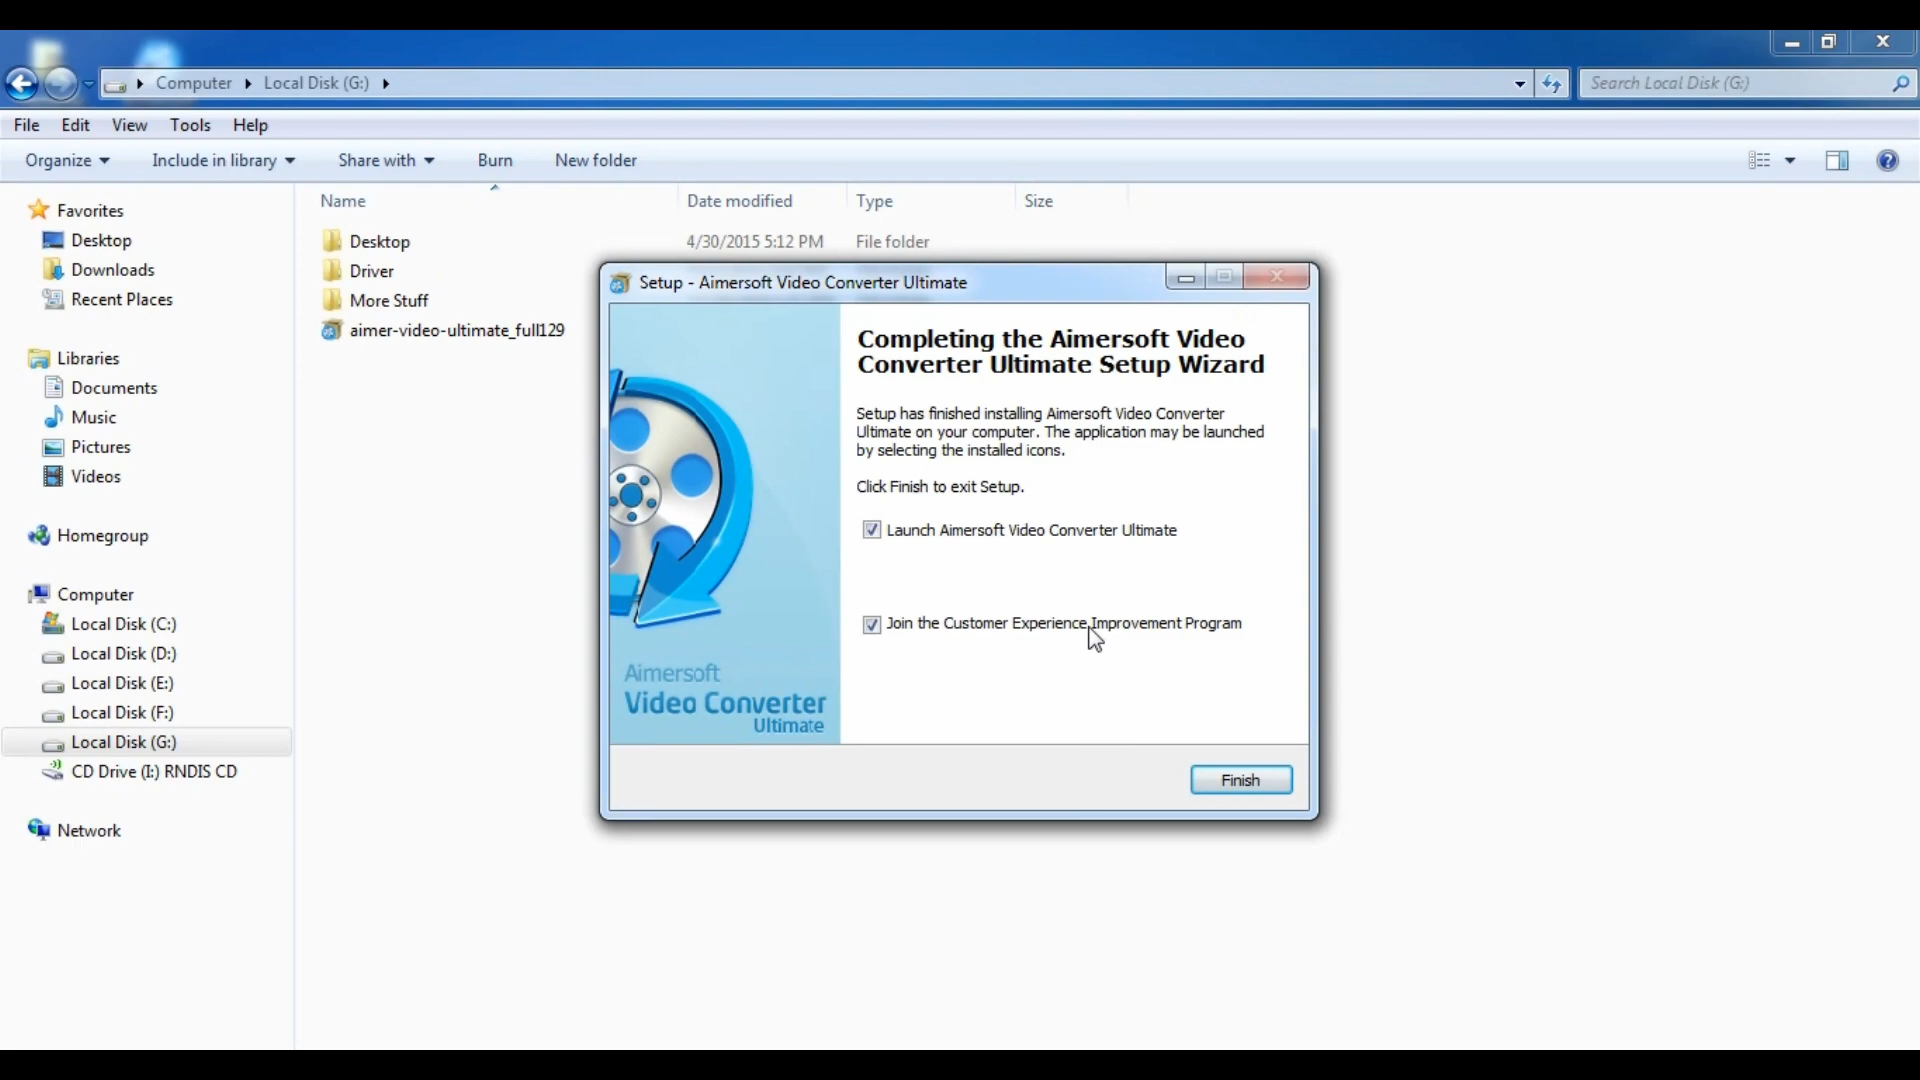 Computer Local Disk (G:)
Search Local Disk (G:)
File Edit View Tools Help
Organize Include in library Share with Burn New folder
Name Date modified Type Size
Favorites
Desktop
Downloads
Recent Places
Libraries
Documents
Music
Pictures
Videos
Homegroup
Computer
Local Disk (C:)
Local Disk (D:)
Local Disk (E:)
Local Disk (F:)
Local Disk (G:)
CD Drive (I:) RNDIS CD
Network
Desktop 4/30/2015 5:12 PM File folder
Driver
More Stuff
aimer-video-ultimate_full129
Setup - Aimersoft Video Converter Ultimate
Completing the Aimersoft Video
Converter Ultimate Setup Wizard
Setup has finished installing Aimersoft Video Converter
Ultimate on your computer. The application may be launched
by selecting the installed icons.
Click Finish to exit Setup.
Launch Aimersoft Video Converter Ultimate
Join the Customer Experience Improvement Program
Aimersoft
Video Converter
Ultimate
Finish